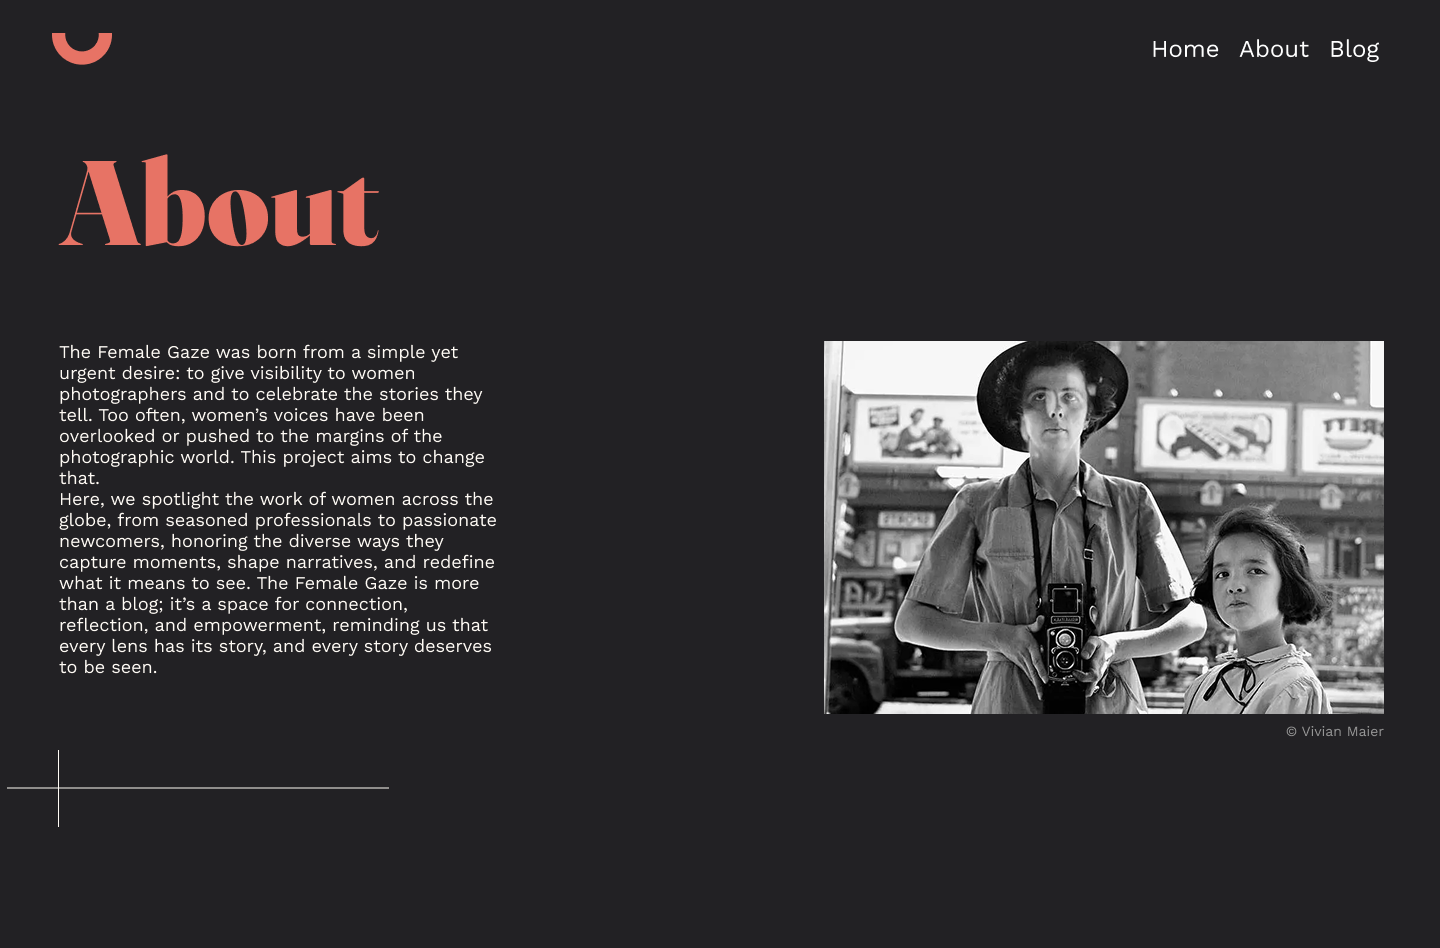 Home About Blog
About
The Female Gaze was born from a simple yet
urgent desire: to give visibility to women
photographers and to celebrate the stories they
tell. Too often, women’s voices have been
overlooked or pushed to the margins of the
photographic world. This project aims to change
that.
Here, we spotlight the work of women across the
globe, from seasoned professionals to passionate
newcomers, honoring the diverse ways they
capture moments, shape narratives, and redefine
what it means to see. The Female Gaze is more
than a blog; it’s a space for connection,
reflection, and empowerment, reminding us that
every lens has its story, and every story deserves
to be seen.
© Vivian Maier